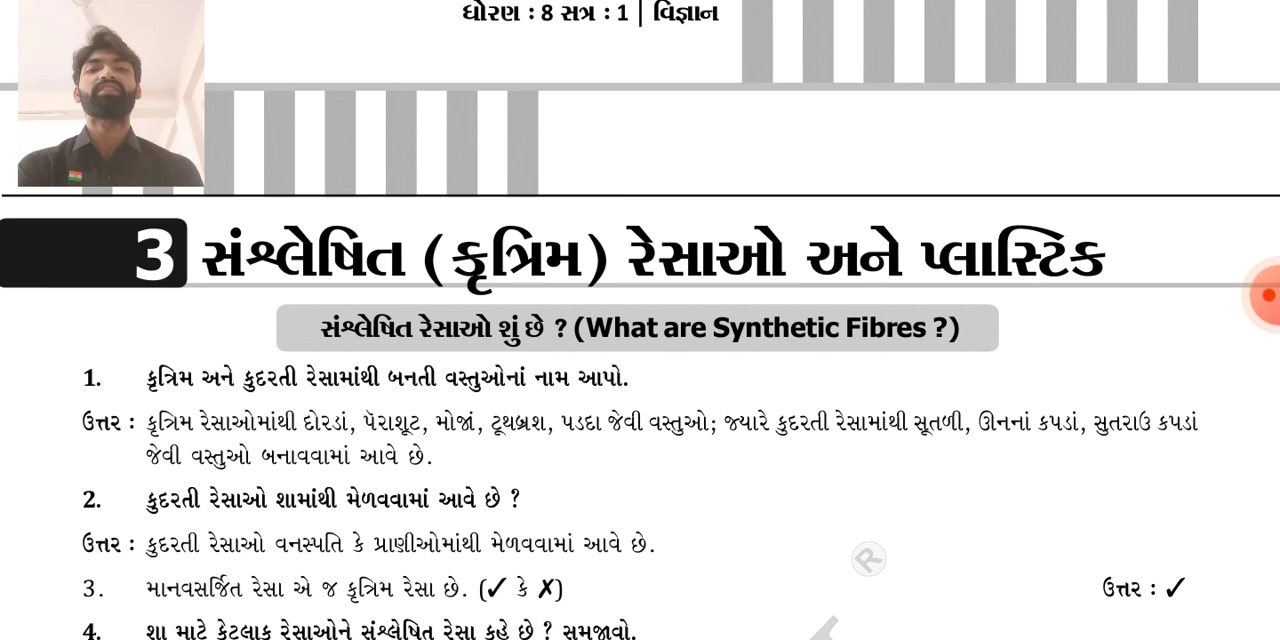 ધોરણ : 8 સત્ર : 1 | વિજ્ઞાન
3 સંશ્લેષિત (કૃત્રિમ) રેસાઓ અને પ્લાસ્ટિક
સંશ્લેષિત રેસાઓ શું છે ? (What are Synthetic Fibres ?)
1. કૃત્રિમ અને કુદરતી રેસામાંથી બનતી વસ્તુઓનાં નામ આપો.
ઉત્તર : કૃત્રિમ રેસાઓમાંથી દોરડાં, પૅરાશૂટ, મોજાં, ટૂથબ્રશ, પડદા જેવી વસ્તુઓ; જ્યારે કુદરતી રેસામાંથી સૂતળી, ઊનનાં કપડાં, સુતરાઉ કપડાં
જેવી વસ્તુઓ બનાવવામાં આવે છે.
2. કુદરતી રેસાઓ શામાંથી મેળવવામાં આવે છે ?
ઉત્તર : કુદરતી રેસાઓ વનસ્પતિ કે પ્રાણીઓમાંથી મેળવવામાં આવે છે.
3. માનવસર્જિત રેસા એ જ કૃત્રિમ રેસા છે. (✓ કે ✗) ઉત્તર : ✓
4. શા માટે કેટલાક રેસાઓને સંશ્લેષિત રેસા કહે છે ? સમજાવો.
®